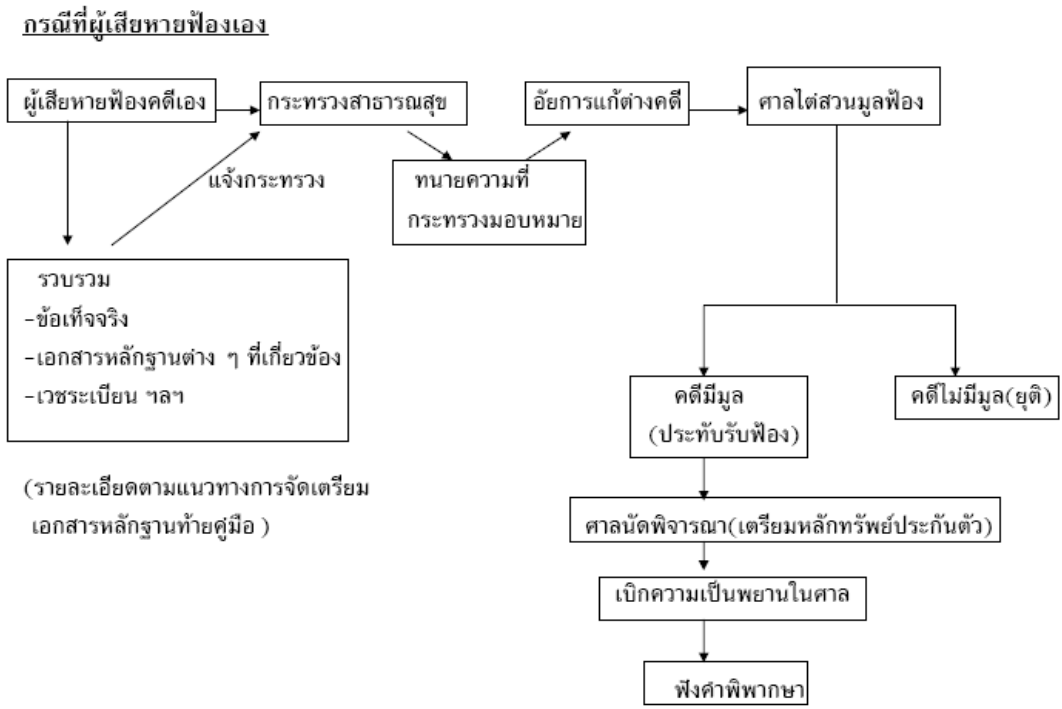 กรณีที่ผู้เสียหายฟ้องเอง
ผู้เสียหายฟ้องคดีเอง
กระทรวงสาธารณสุข
อัยการแก้ต่างคดี
ศาลไต่สวนมูลฟ้อง
แจ้งกระทรวง
ทนายความที่
กระทรวงมอบหมาย
รวบรวม
-ข้อเท็จจริง
-เอกสารหลักฐานต่าง ๆ ที่เกี่ยวข้อง
-เวชระเบียน ฯลฯ
(รายละเอียดตามแนวทางการจัดเตรียม
เอกสารหลักฐานท้ายคู่มือ )
คดีมีมูล
(ประทับรับฟ้อง)
คดีไม่มีมูล(ยุติ)
ศาลนัดพิจารณา(เตรียมหลักทรัพย์ประกันตัว)
เบิกความเป็นพยานในศาล
ฟังคำพิพากษา